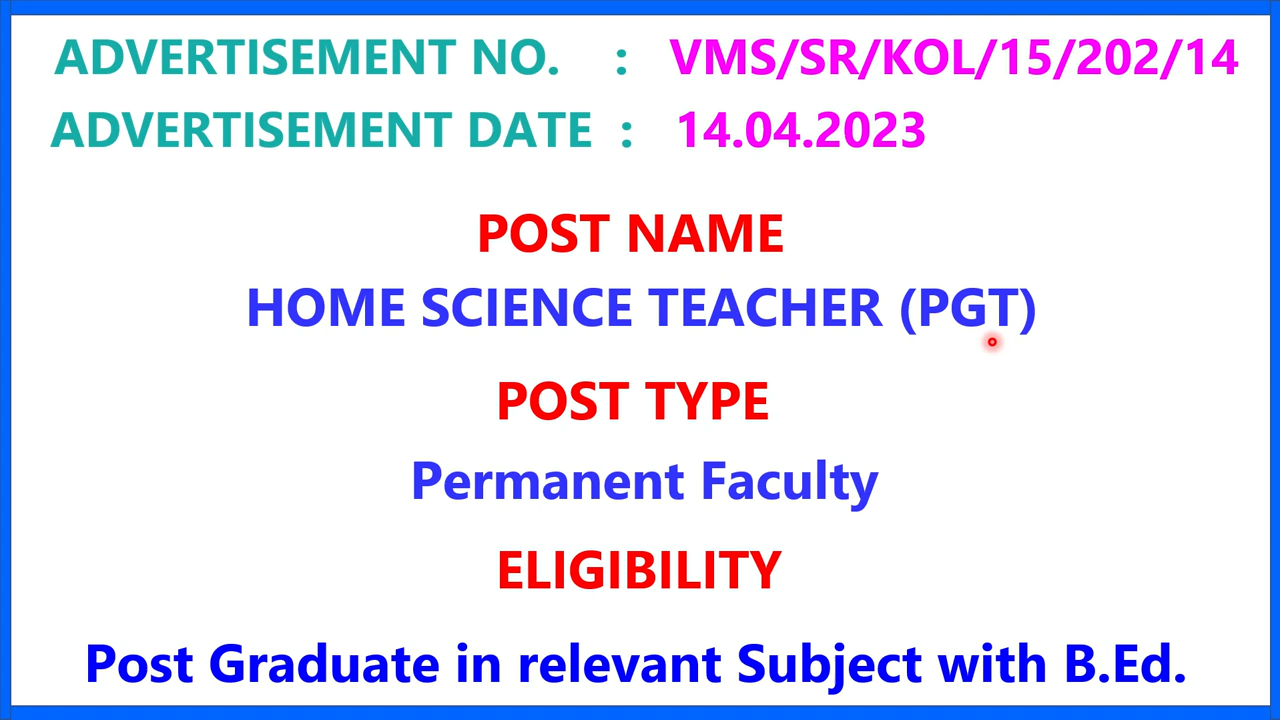 ADVERTISEMENT NO. : VMS/SR/KOL/15/202/14
ADVERTISEMENT DATE : 14.04.2023
POST NAME
HOME SCIENCE TEACHER (PGT)
POST TYPE
Permanent Faculty
ELIGIBILITY
Post Graduate in relevant Subject with B.Ed.